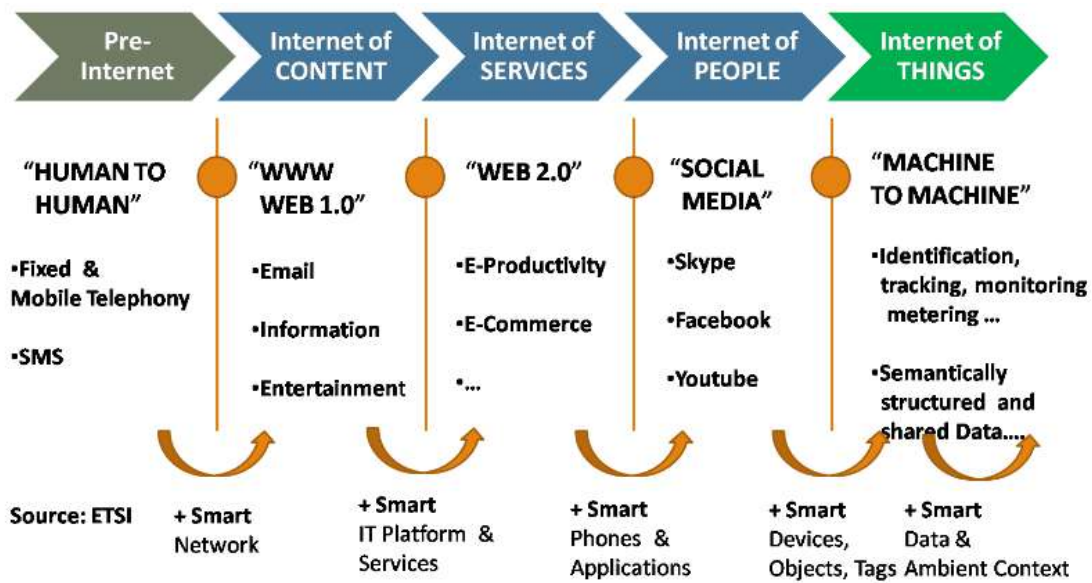 Pre-
Internet
Internet of
CONTENT
Internet of
SERVICES
Internet of
PEOPLE
Internet of
THINGS
“HUMAN TO
HUMAN”
•Fixed &
Mobile Telephony
•SMS
“WWW
WEB 1.0”
•Email
•Information
•Entertainment
“WEB 2.0”
•E-Productivity
•E-Commerce
•...
“SOCIAL
MEDIA”
•Skype
•Facebook
•Youtube
“MACHINE
TO MACHINE”
•Identification,
tracking, monitoring
metering ...
•Semantically
structured and
shared Data....
Source: ETSI
+ Smart
Network
+ Smart
IT Platform &
Services
+ Smart
Phones &
Applications
+ Smart
Devices,
Objects, Tags
+ Smart
Data &
Ambient Context